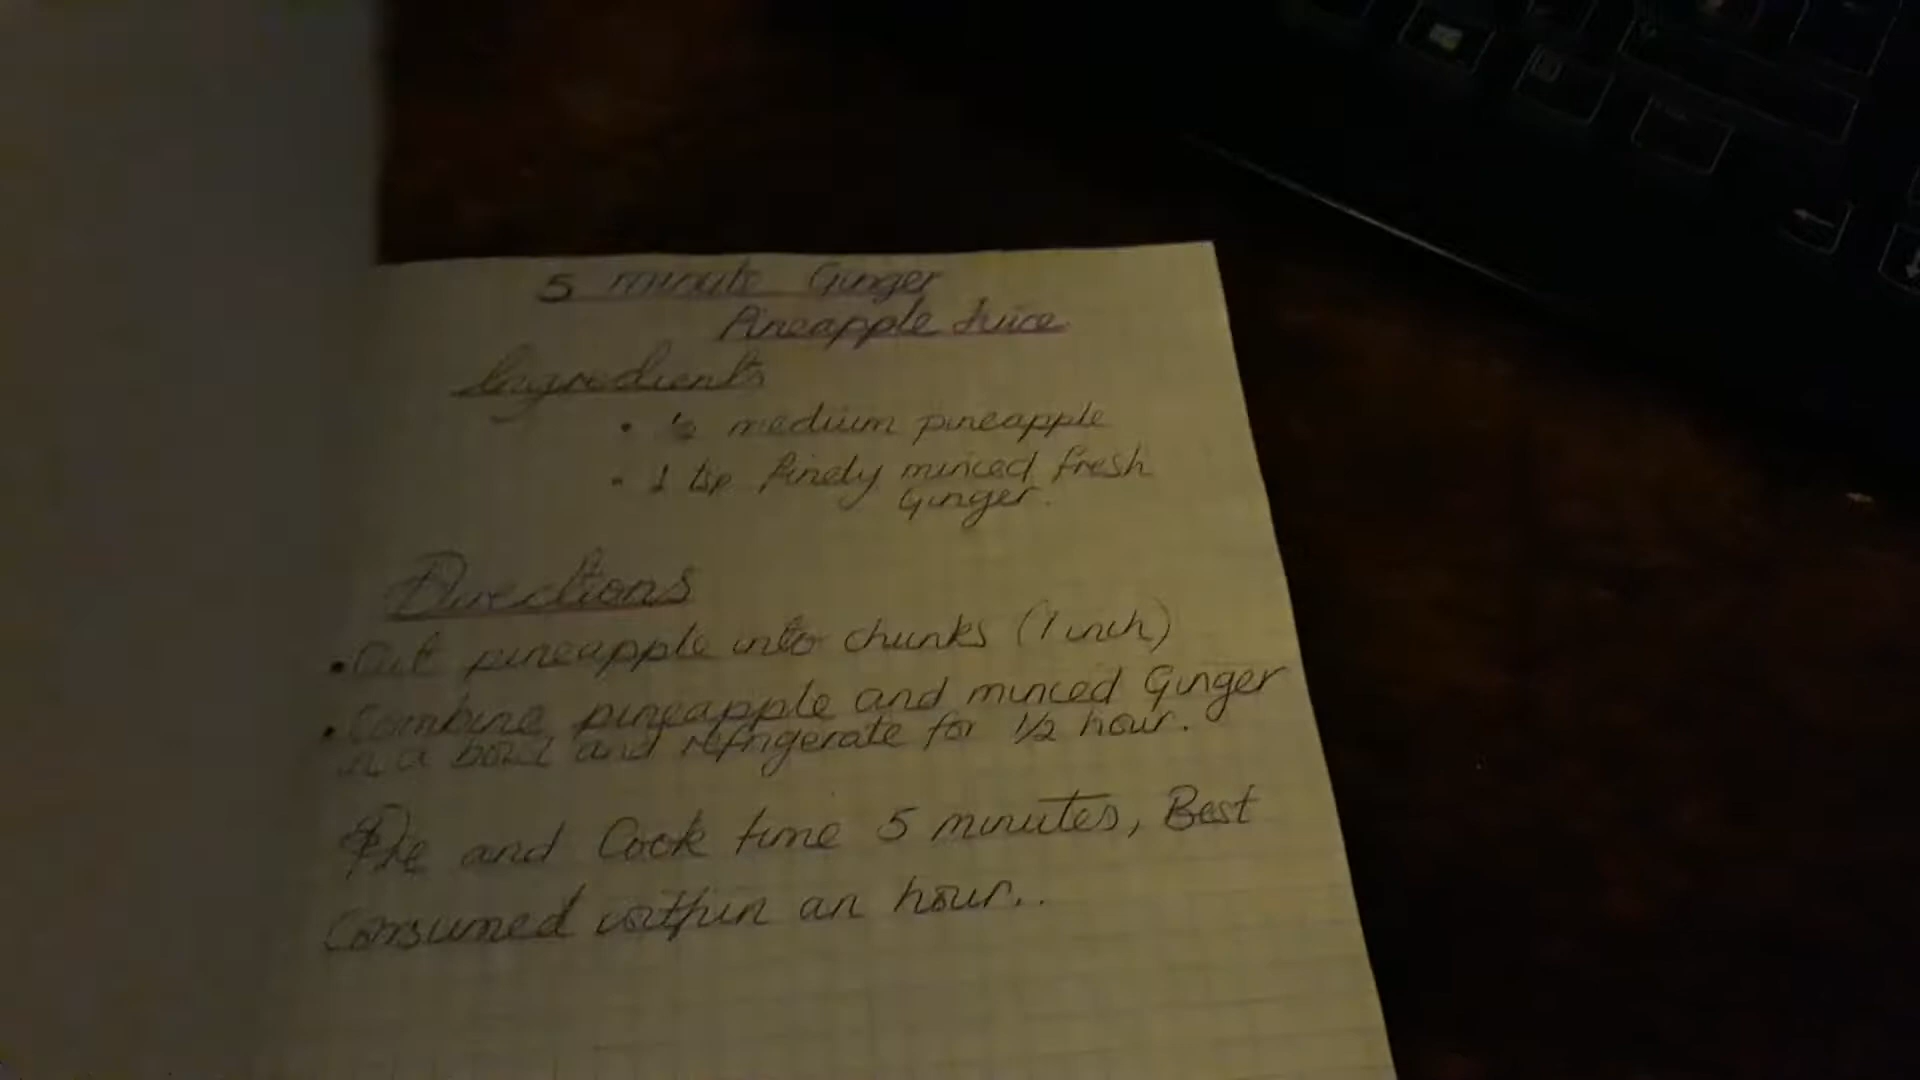 5 minute Ginger
Pineapple Juice
Ingredients
• ½ medium pineapple
• 1 tsp finely minced fresh
Ginger.
Directions
• Cut pineapple into chunks (1 inch)
• Combine pineapple and minced Ginger
in a bowl and refrigerate for 1/2 hour.
and Cook time 5 minutes, Best
Consumed within an hour..